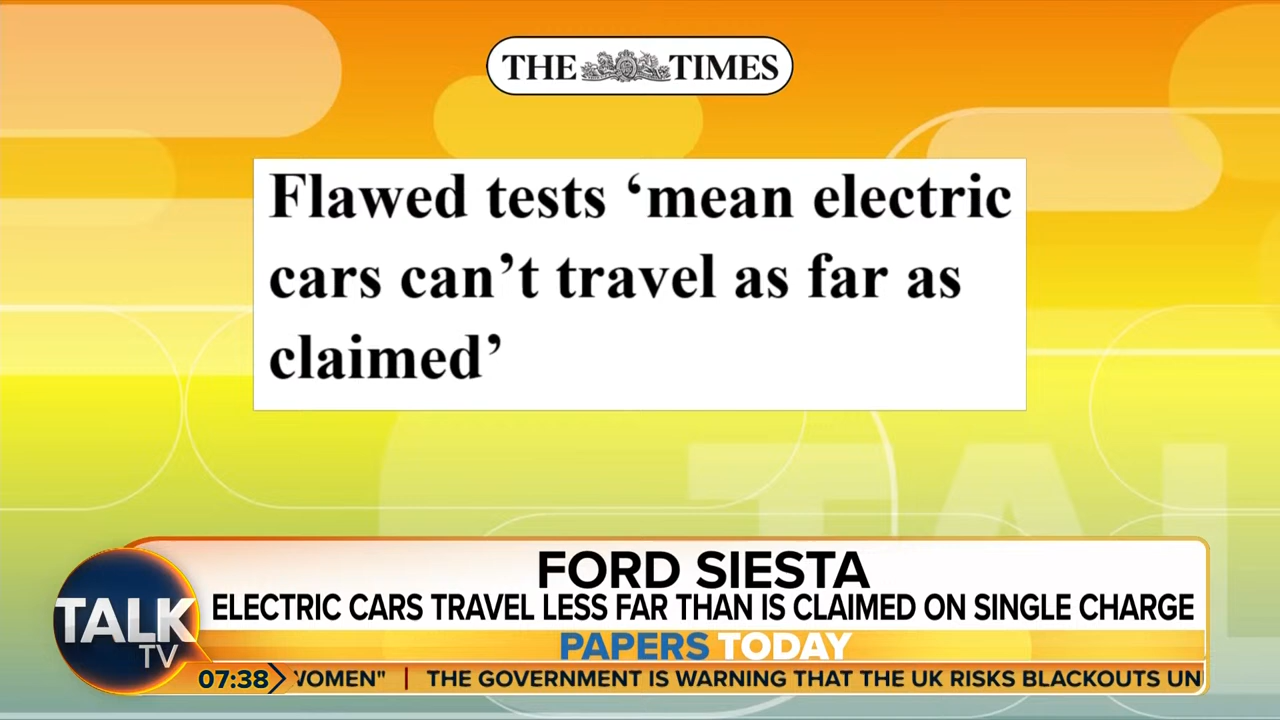 THE TIMES
Flawed tests ‘mean electric
cars can’t travel as far as
claimed’
FORD SIESTA
ELECTRIC CARS TRAVEL LESS FAR THAN IS CLAIMED ON SINGLE CHARGE
PAPERS TODAY
TALK
TV
07:38
WOMEN" | THE GOVERNMENT IS WARNING THAT THE UK RISKS BLACKOUTS UN